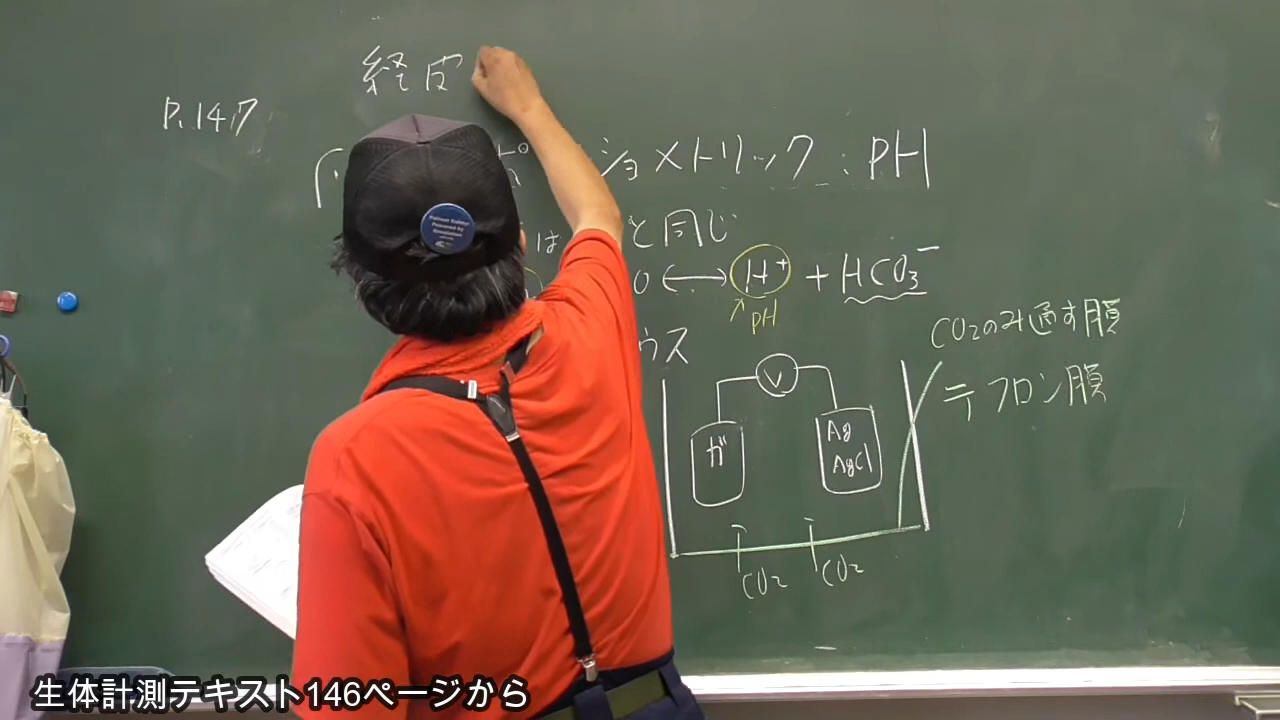 経皮
P.147
ショメトリック:PH
は と同じ
O ⟷ H⁺ + HCO₃⁻
↗PH
ウス
CO₂のみ通す膜
テフロン膜
V
ガ
Ag
AgCl
CO₂ CO₂
生体計測テキスト146ページから